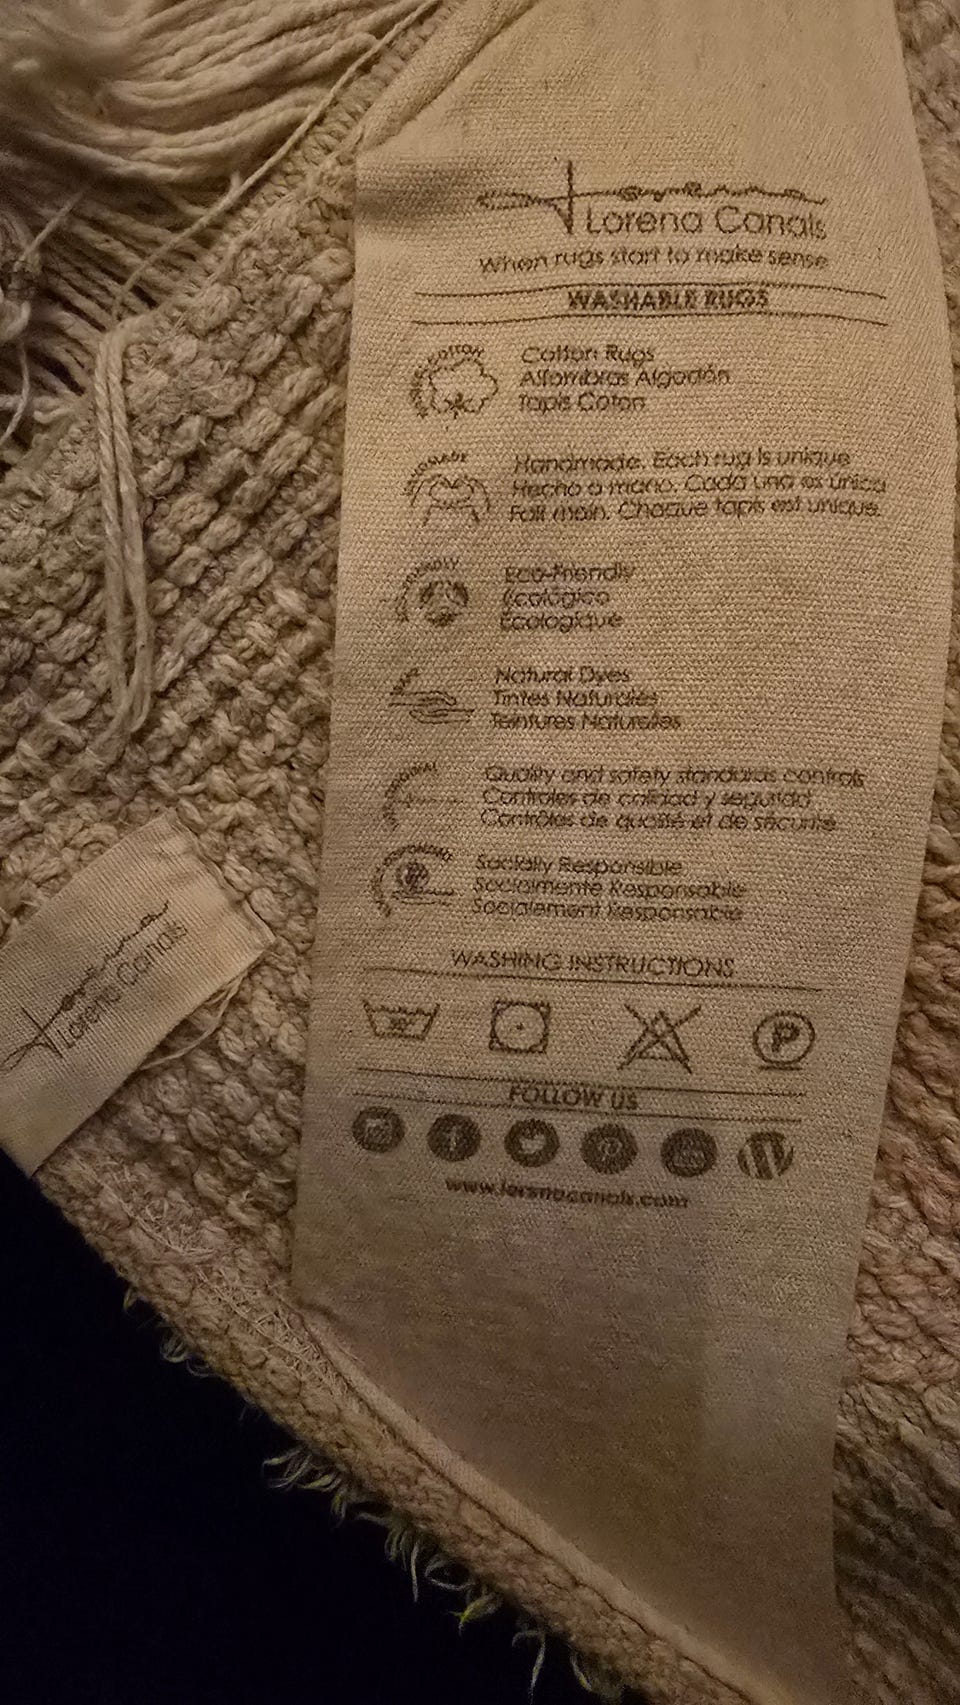 Lorena Canals
when rugs start to make sense
WASHABLE RUGS
COTTON
Cotton Rugs
Alfombras Algodón
Tapis Coton
Handmade. Each rug is unique
Hecho a mano. Cada una es única
Fait main. Chaque tapis est unique.
Eco-Friendly
Ecológico
Écologique
Natural Dyes
Tintes Naturales
Teintures Naturelles
Quality and safety standards controls
Controles de calidad y seguridad
Contrôles de qualité et de sécurité
Socially Responsible
Socialmente Responsable
Socialement Responsable
WASHING INSTRUCTIONS
P
FOLLOW US
www.lorenacanals.com
Lorena Canals